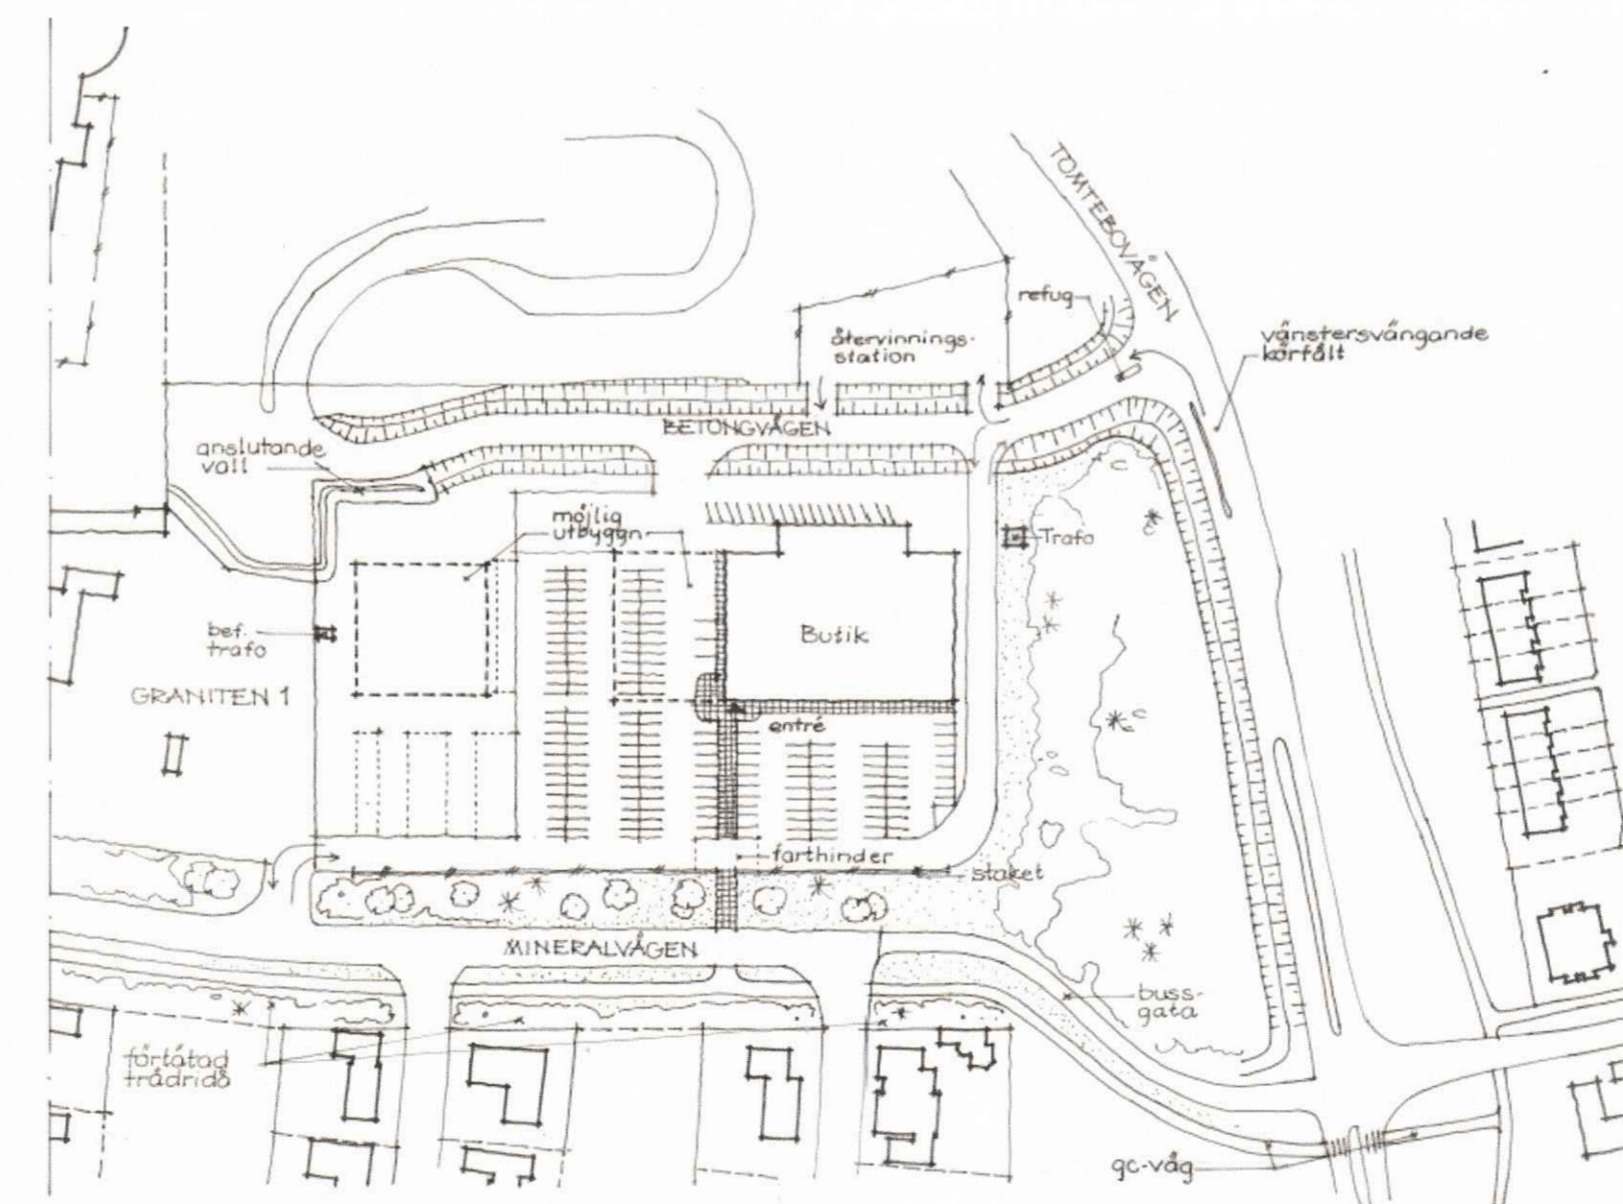 TOMTEBOVÄGEN
refug
vänstersvängande
körfält
återvinnings-
station
BETONGVÄGEN
anslutande
vall
möjlig
utbyggn
Trafo
bef.
trafo
Butik
GRANITEN 1
entré
farthinder
staket
MINERALVÄGEN
buss-
gata
förtätad
trädridå
gc-väg